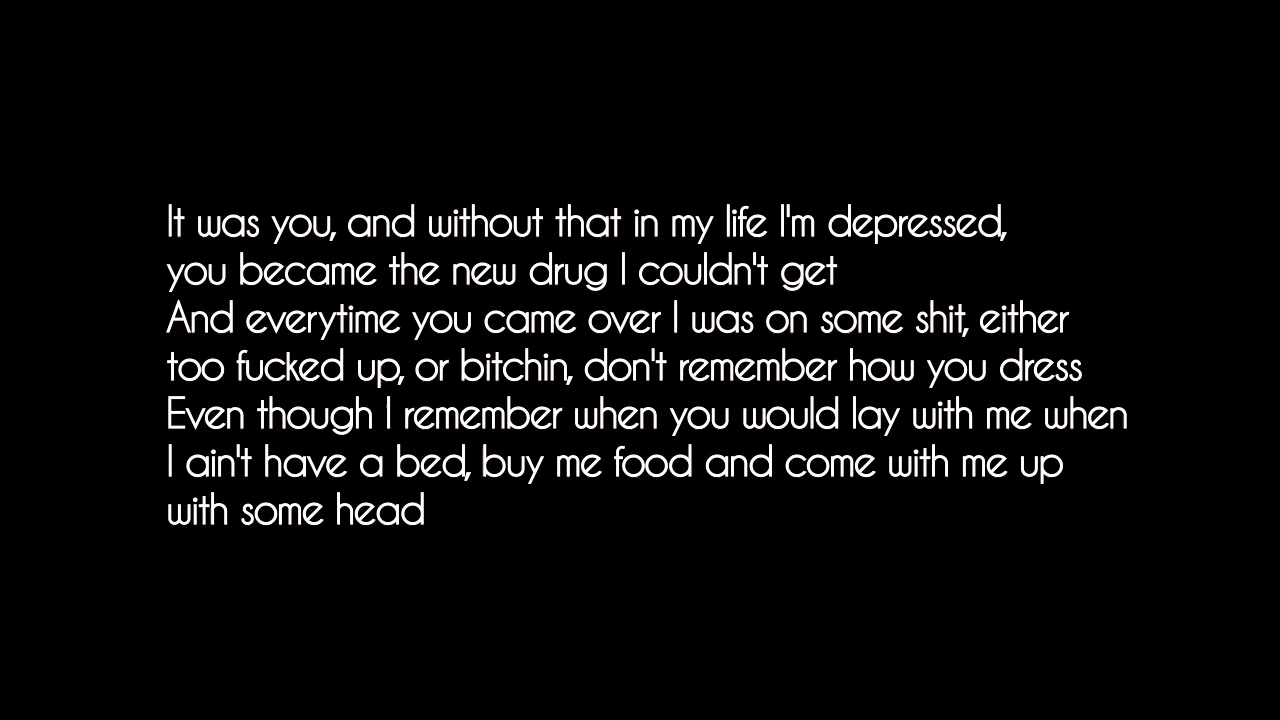 It was you, and without that in my life I'm depressed,
you became the new drug I couldn't get
And everytime you came over I was on some shit, either
too fucked up, or bitchin, don't remember how you dress
Even though I remember when you would lay with me when
I ain't have a bed, buy me food and come with me up
with some head